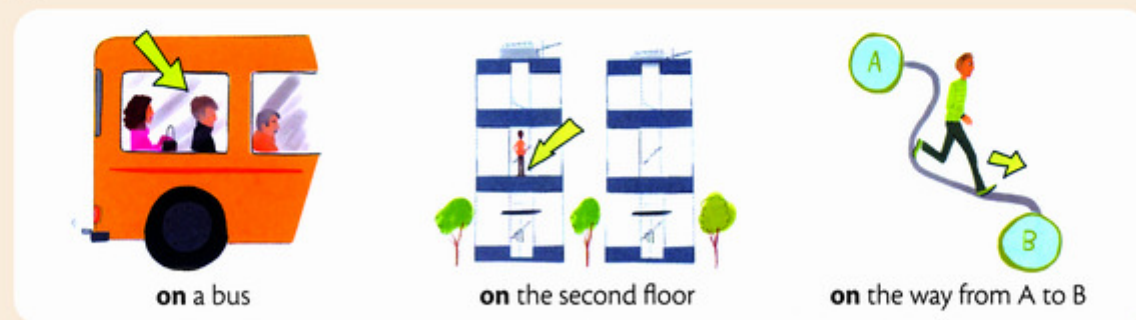 A
B
on a bus
on the second floor
on the way from A to B